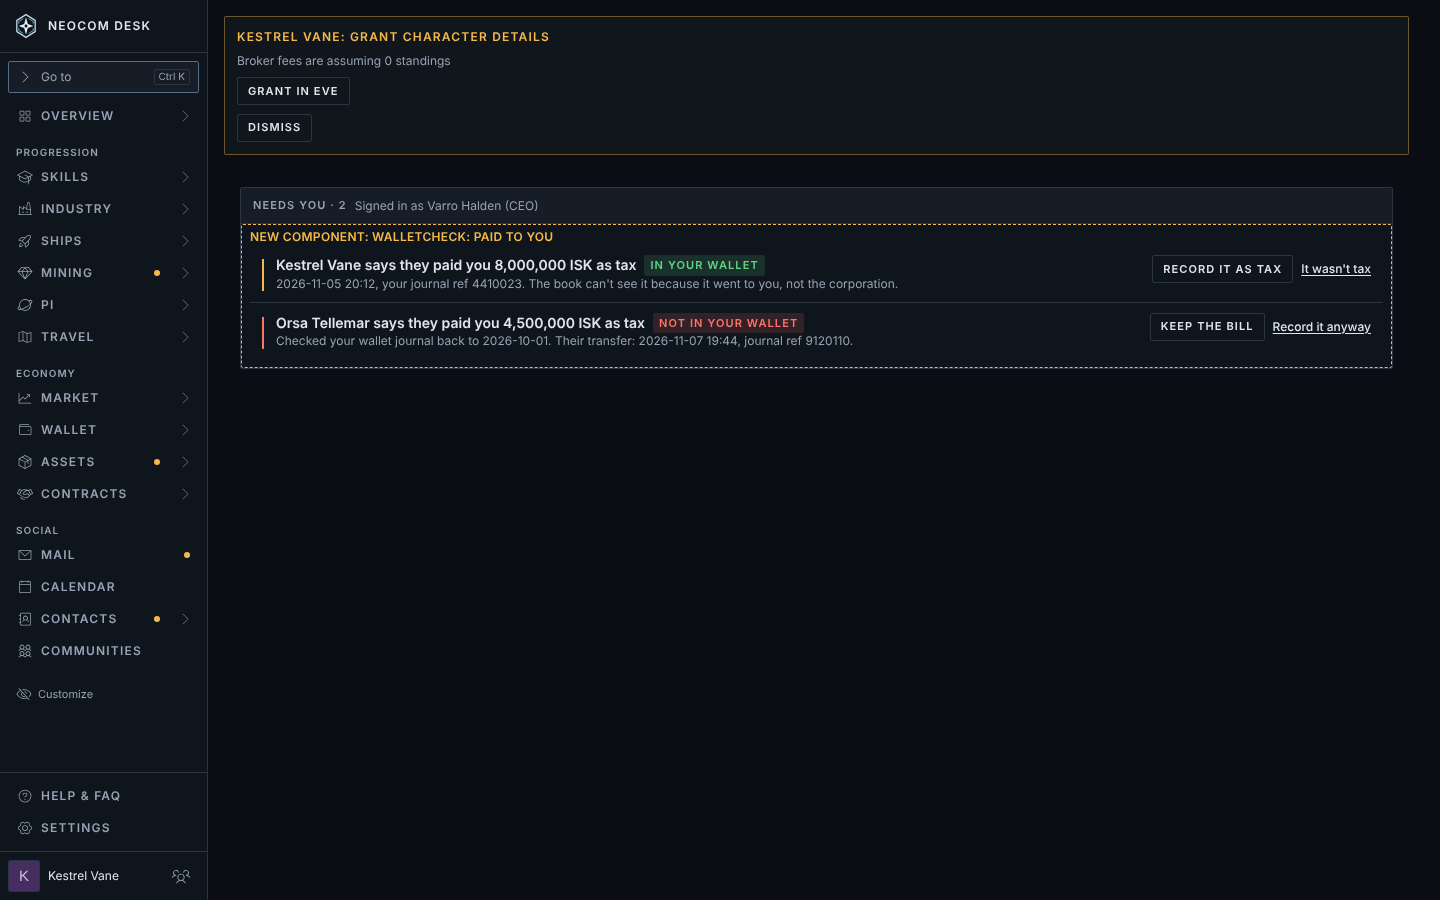 NEOCOM DESK
Go to
Ctrl K
OVERVIEW
PROGRESSION
SKILLS
INDUSTRY
SHIPS
MINING
PI
TRAVEL
ECONOMY
MARKET
WALLET
ASSETS
CONTRACTS
SOCIAL
MAIL
CALENDAR
CONTACTS
COMMUNITIES
Customize
HELP & FAQ
SETTINGS
K
Kestrel Vane
KESTREL VANE: GRANT CHARACTER DETAILS
Broker fees are assuming 0 standings
GRANT IN EVE
DISMISS
NEEDS YOU · 2 Signed in as Varro Halden (CEO)
NEW COMPONENT: WALLETCHECK: PAID TO YOU
Kestrel Vane says they paid you 8,000,000 ISK as tax IN YOUR WALLET
2026-11-05 20:12, your journal ref 4410023. The book can't see it because it went to you, not the corporation.
RECORD IT AS TAX It wasn't tax
Orsa Tellemar says they paid you 4,500,000 ISK as tax NOT IN YOUR WALLET
Checked your wallet journal back to 2026-10-01. Their transfer: 2026-11-07 19:44, journal ref 9120110.
KEEP THE BILL Record it anyway